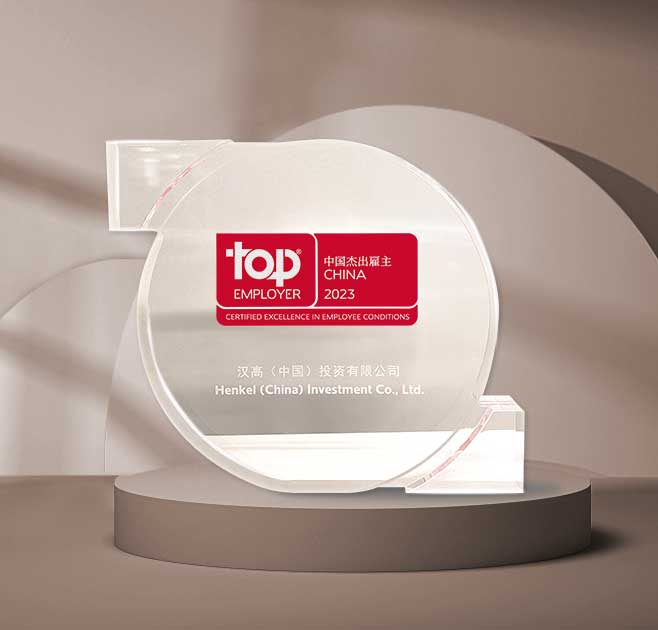 top®
EMPLOYER
中国杰出雇主
CHINA
2023
CERTIFIED EXCELLENCE IN EMPLOYEE CONDITIONS
汉高（中国）投资有限公司
Henkel (China) Investment Co., Ltd.